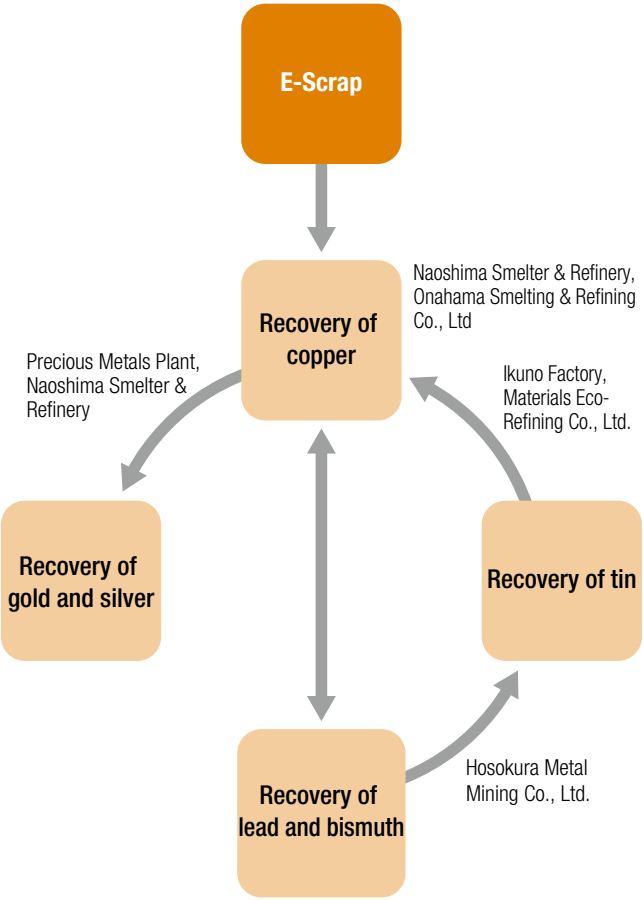 E-Scrap
Recovery of
copper
Naoshima Smelter & Refinery,
Onahama Smelting & Refining
Co., Ltd
Precious Metals Plant,
Naoshima Smelter &
Refinery
Ikuno Factory,
Materials Eco-
Refining Co., Ltd.
Recovery of
gold and silver
Recovery of tin
Recovery of
lead and bismuth
Hosokura Metal
Mining Co., Ltd.